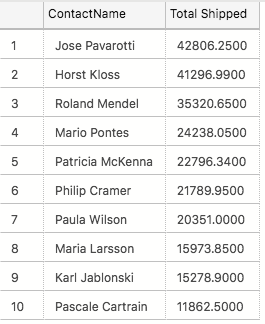 ContactName Total Shipped
1 Jose Pavarotti 42806.2500
2 Horst Kloss 41296.9900
3 Roland Mendel 35320.6500
4 Mario Pontes 24238.0500
5 Patricia McKenna 22796.3400
6 Philip Cramer 21789.9500
7 Paula Wilson 20351.0000
8 Maria Larsson 15973.8500
9 Karl Jablonski 15278.9000
10 Pascale Cartrain 11862.5000